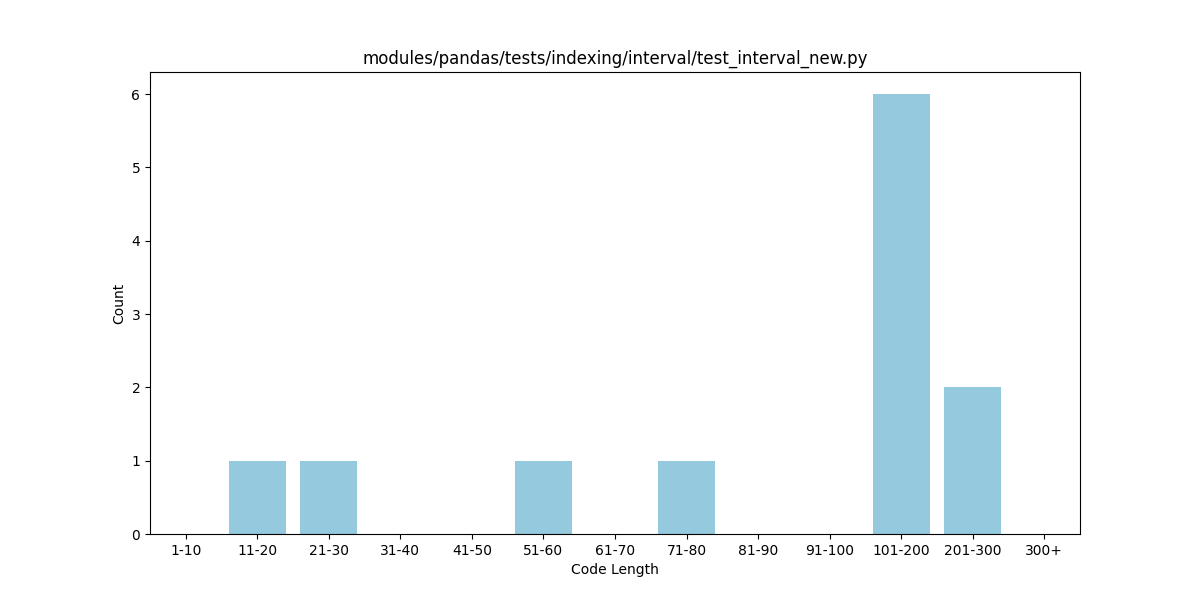 modules/pandas/tests/indexing/interval/test_interval_new.py
6
5
4
3
2
1
0
Count
1-10 11-20 21-30 31-40 41-50 51-60 61-70 71-80 81-90 91-100 101-200 201-300 300+
Code Length